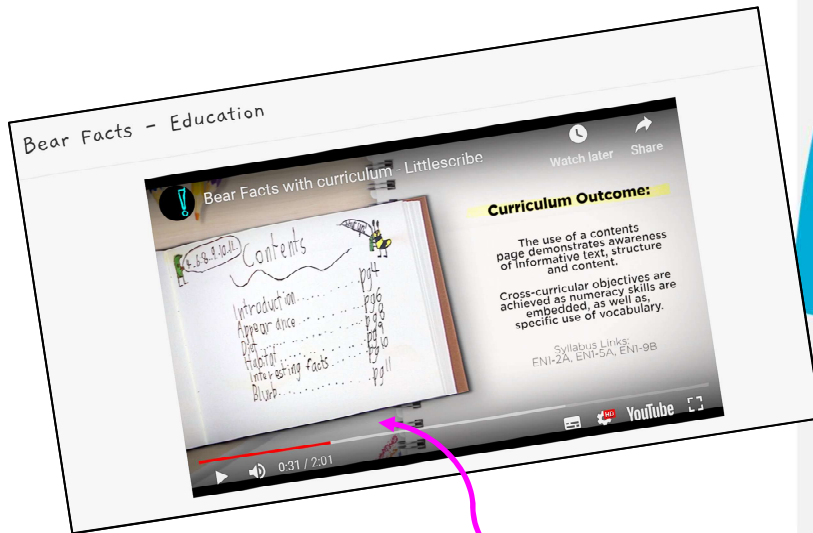 Bear Facts - Education
Bear Facts with curriculum - Littlescribe
Watch later
Share
Contents
Introduction pg4
Appearance pg6
Diet pg8
Habitat pg9
Interesting facts pg10
Blurb pg11
Curriculum Outcome:
The use of a contents
page demonstrates awareness
of informative text, structure
and content.
Cross-curricular objectives are
achieved as numeracy skills are
embedded, as well as,
specific use of vocabulary.
Syllabus Links:
EN1-2A, EN1-5A, EN1-9B
0:31 / 2:01
HD
YouTube